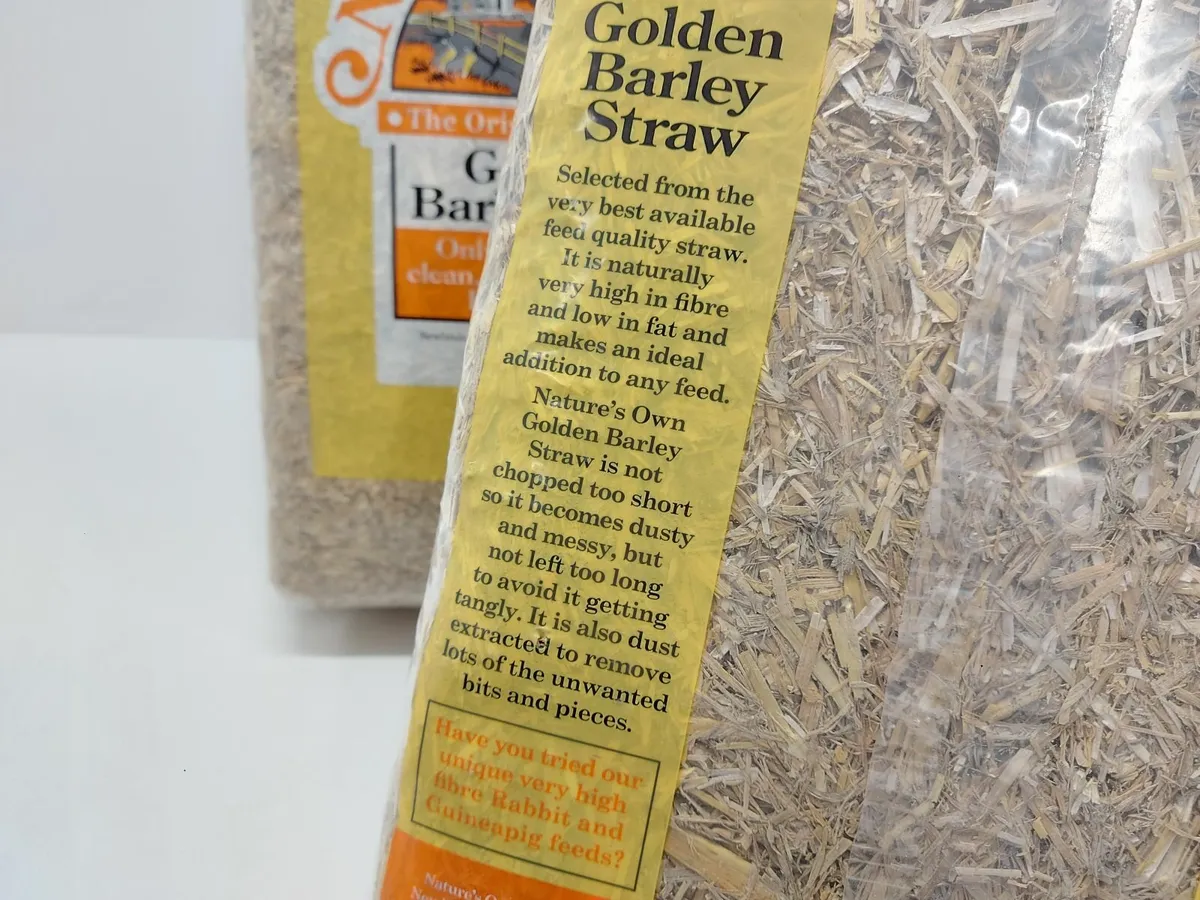 The
G
Bar
clean,
Newl
Golden
Barley
Straw
Selected from the
very best available
feed quality straw.
It is naturally
very high in fibre
and low in fat and
makes an ideal
addition to any feed.
Nature's Own
Golden Barley
Straw is not
chopped too short
so it becomes dusty
and messy, but
not left too long
to avoid it getting
tangly. It is also dust
extracted to remove
lots of the unwanted
bits and pieces.
Have you tried our
unique very high
fibre Rabbit and
Guineapig feeds?
Nature's